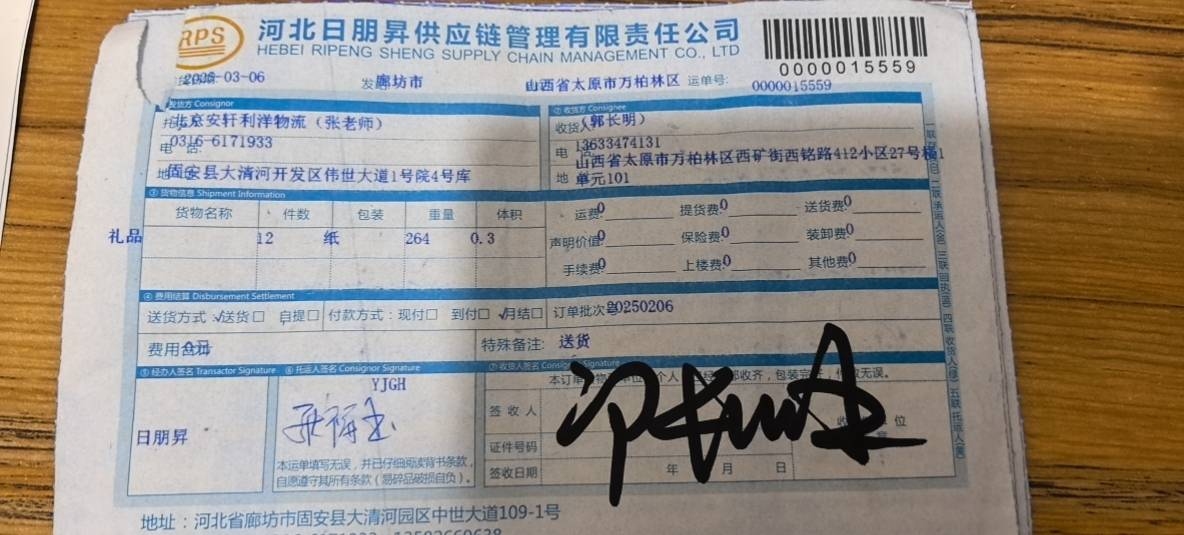 RPS 河北日朋昇供应链管理有限责任公司
HEBEI RIPENG SHENG SUPPLY CHAIN MANAGEMENT CO., LTD
0000015559
2025-03-06 廊坊市 山西省太原市万柏林区 运单号: 0000015559
发货方 Consignor
北京安轩利洋物流（张老师）
电 话: 0316-6171933
固安县大清河开发区伟世大道1号院4号库
② 收货方 Consignee
收货人 （郭长明）
电 13633474131
山西省太原市万柏林区西矿街西铭路412小区27号楼1
地 单元101
③ 货物信息 Shipment Information
货物名称 件数 包装 重量 体积
礼品 12 纸 264 0.3
运费0 提货费0 送货费0
声明价值0 保险费0 装卸费0
手续费0 上楼费0 其他费0
④ 费用结算 Disbursement Settlement
送货方式: √送货□ 自提□ 付款方式: 现付□ 到付□ √月结□ 订单批次 20250206
费用合计 0元 特殊备注: 送货
⑤ 经办人签名 Transactor Signature
日朋昇
⑥ 托运人签名 Consignor Signature
YJGH
本运单填写无误，并已仔细阅读背书条款，
自愿遵守其所有条款（易碎品破损自负）。
⑦ 收货人签名 Consignee Signature
签 收 人
证件号码
签收日期 年 月 日
地址：河北省廊坊市固安县大清河园区中世大道109-1号